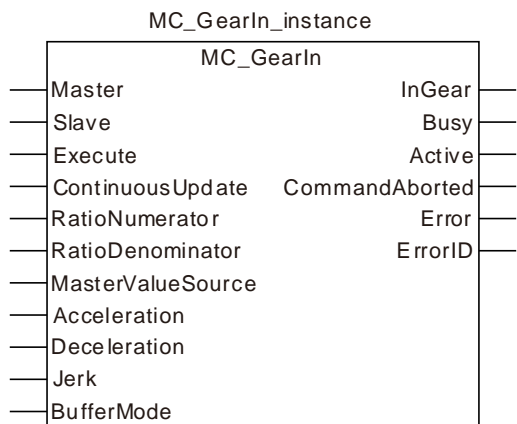 MC_GearIn_instance
MC_GearIn
Master InGear
Slave Busy
Execute Active
ContinuousUpdate CommandAborted
RatioNumerator Error
RatioDenominator ErrorID
MasterValueSource
Acceleration
Deceleration
Jerk
BufferMode